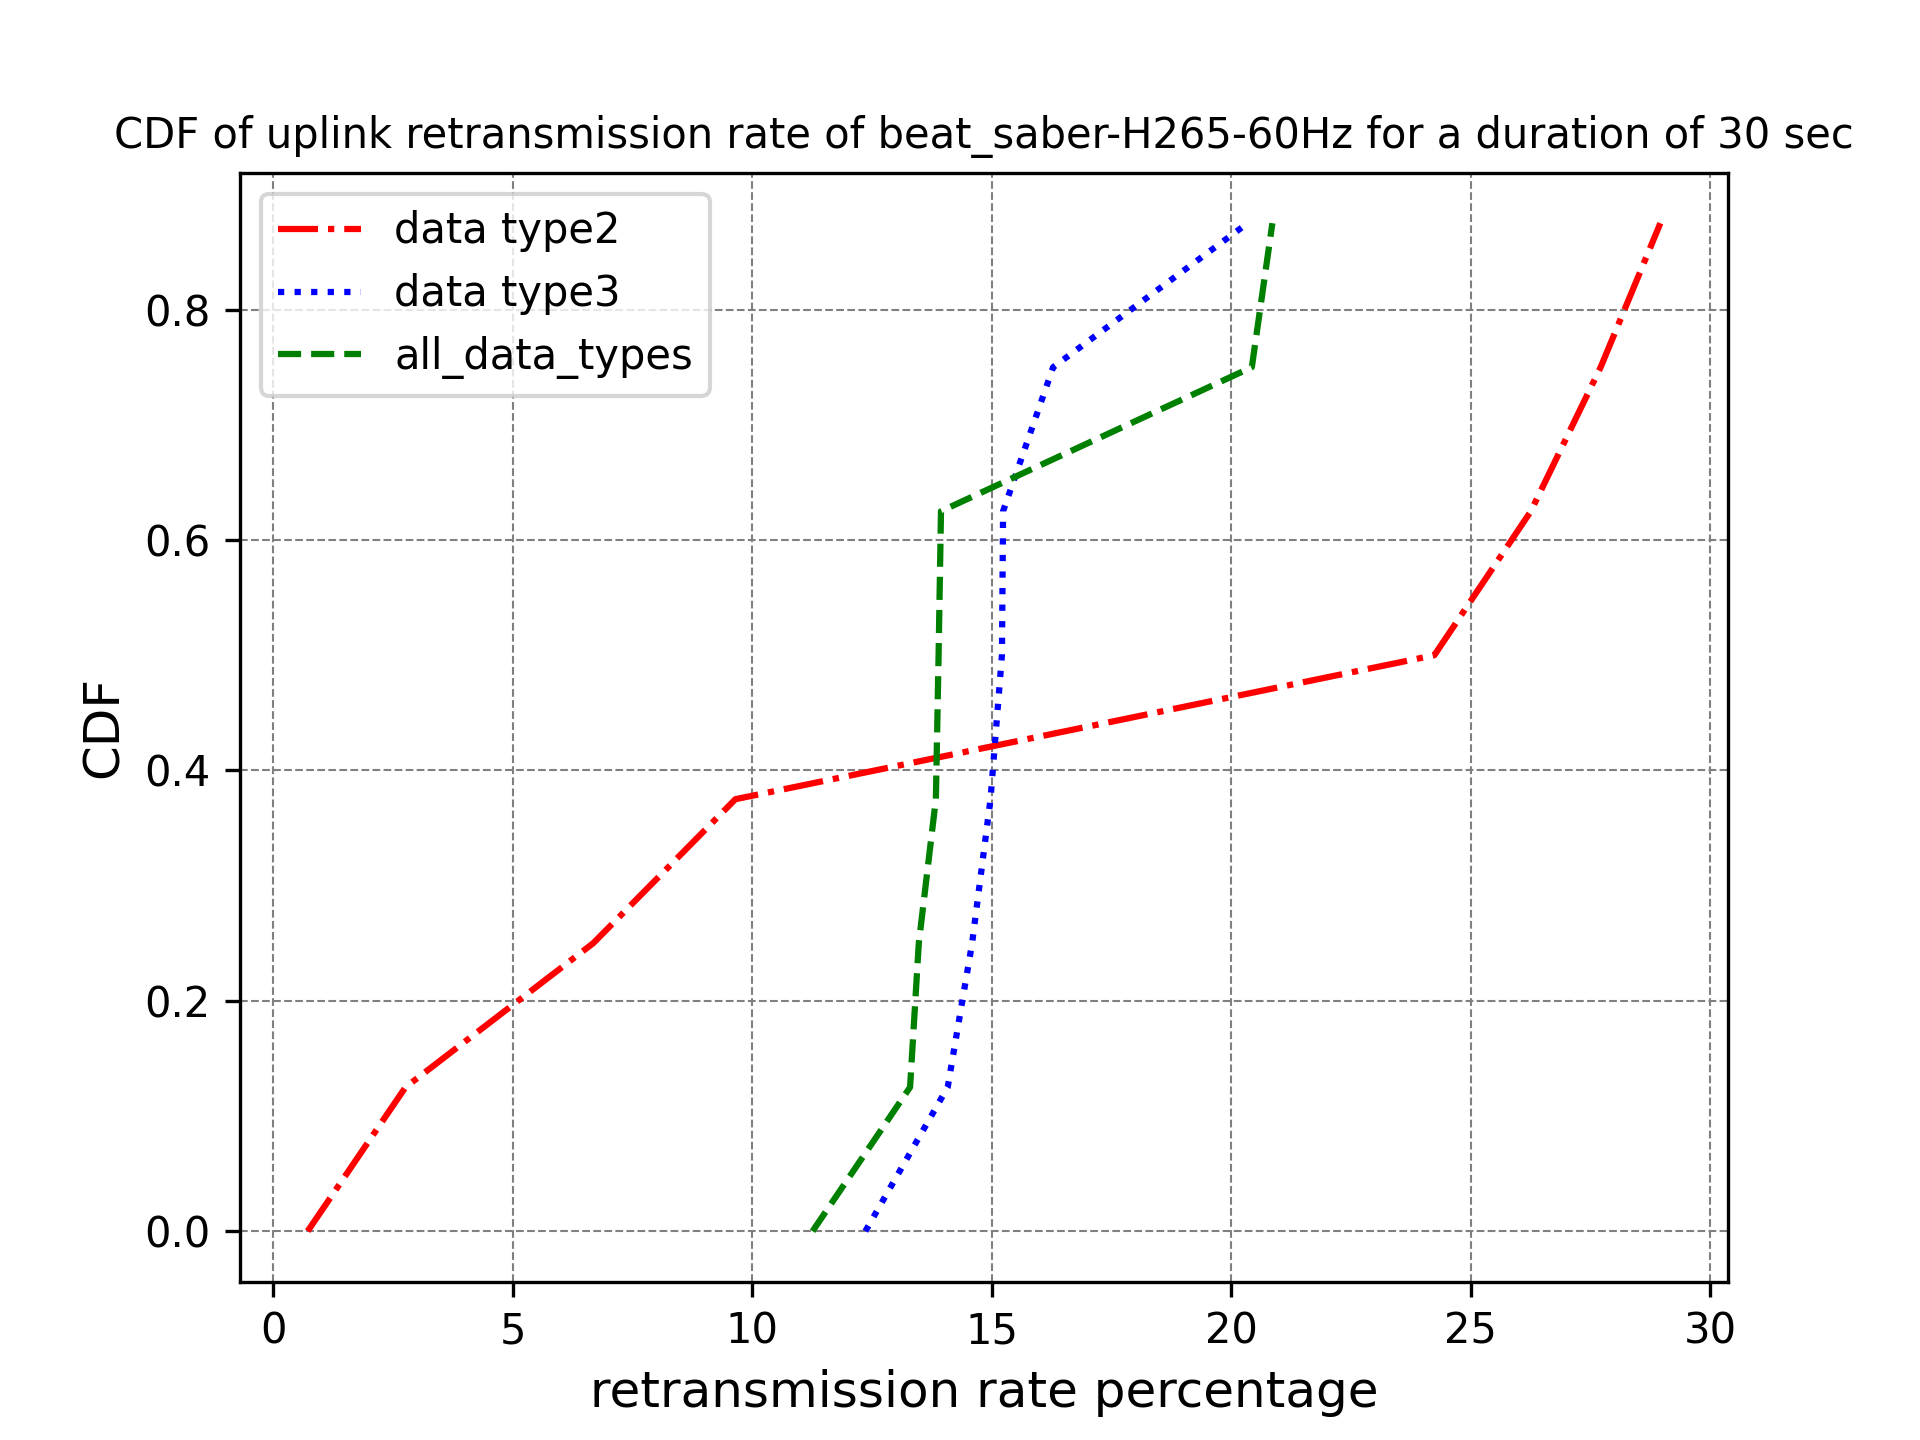 CDF of uplink retransmission rate of beat_saber-H265-60Hz for a duration of 30 sec
data type2
data type3
all_data_types
0.8
0.6
0.4
0.2
0.0
CDF
0 5 10 15 20 25 30
retransmission rate percentage